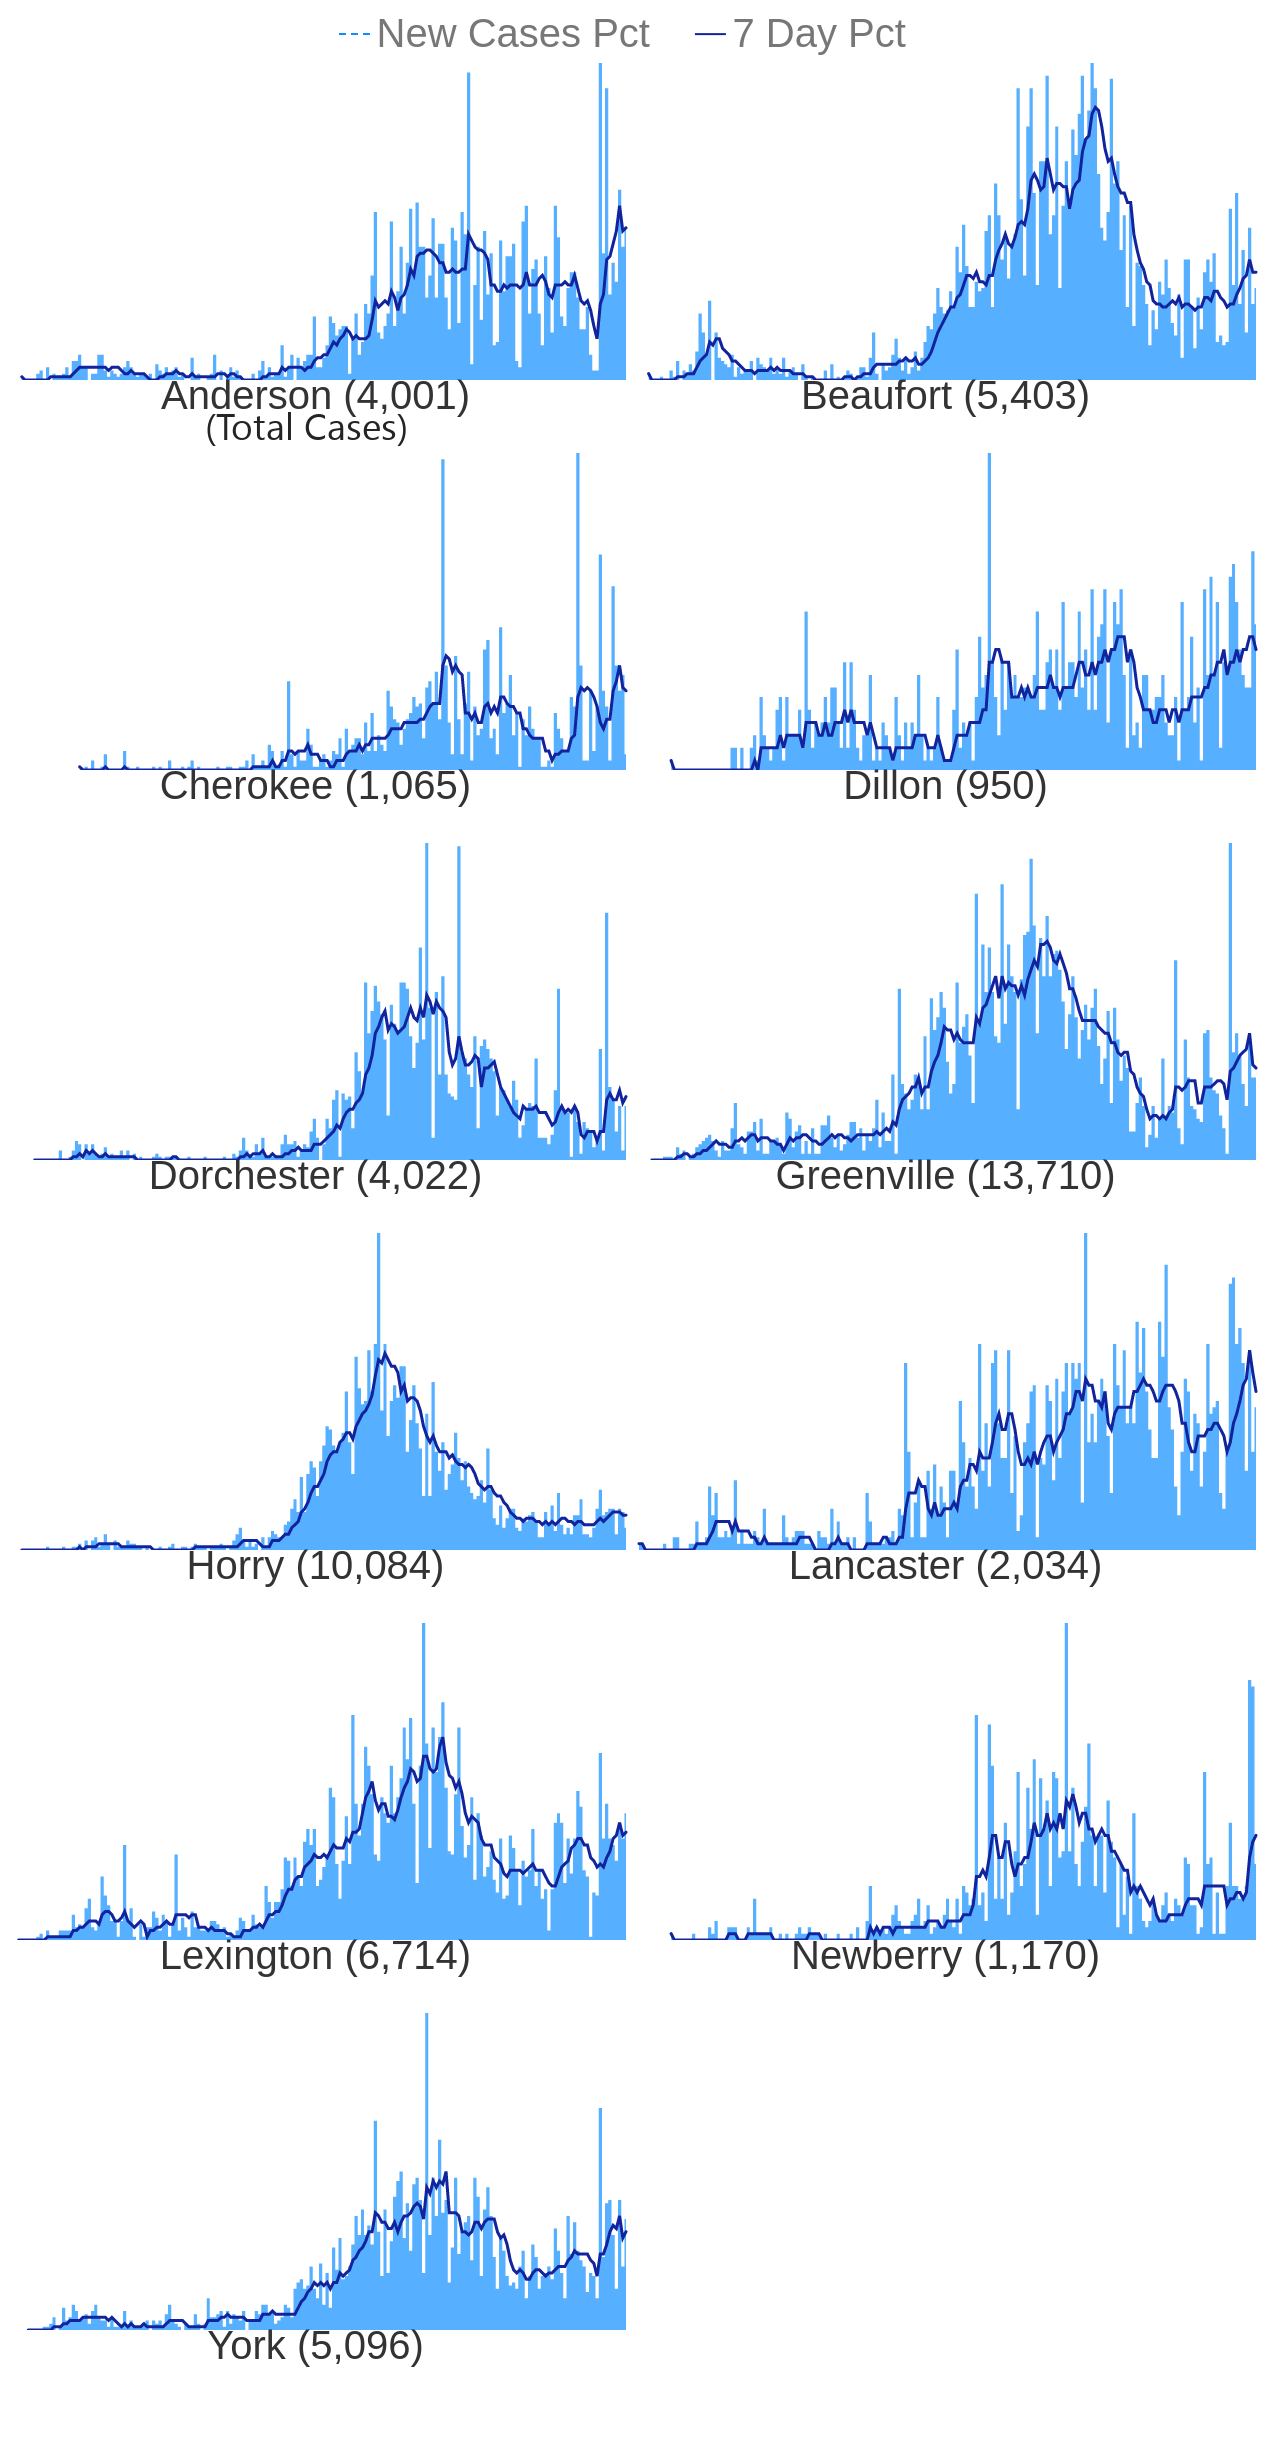 New Cases Pct 7 Day Pct
Anderson (4,001) Beaufort (5,403)
(Total Cases)
Cherokee (1,065) Dillon (950)
Dorchester (4,022) Greenville (13,710)
Horry (10,084) Lancaster (2,034)
Lexington (6,714) Newberry (1,170)
York (5,096)